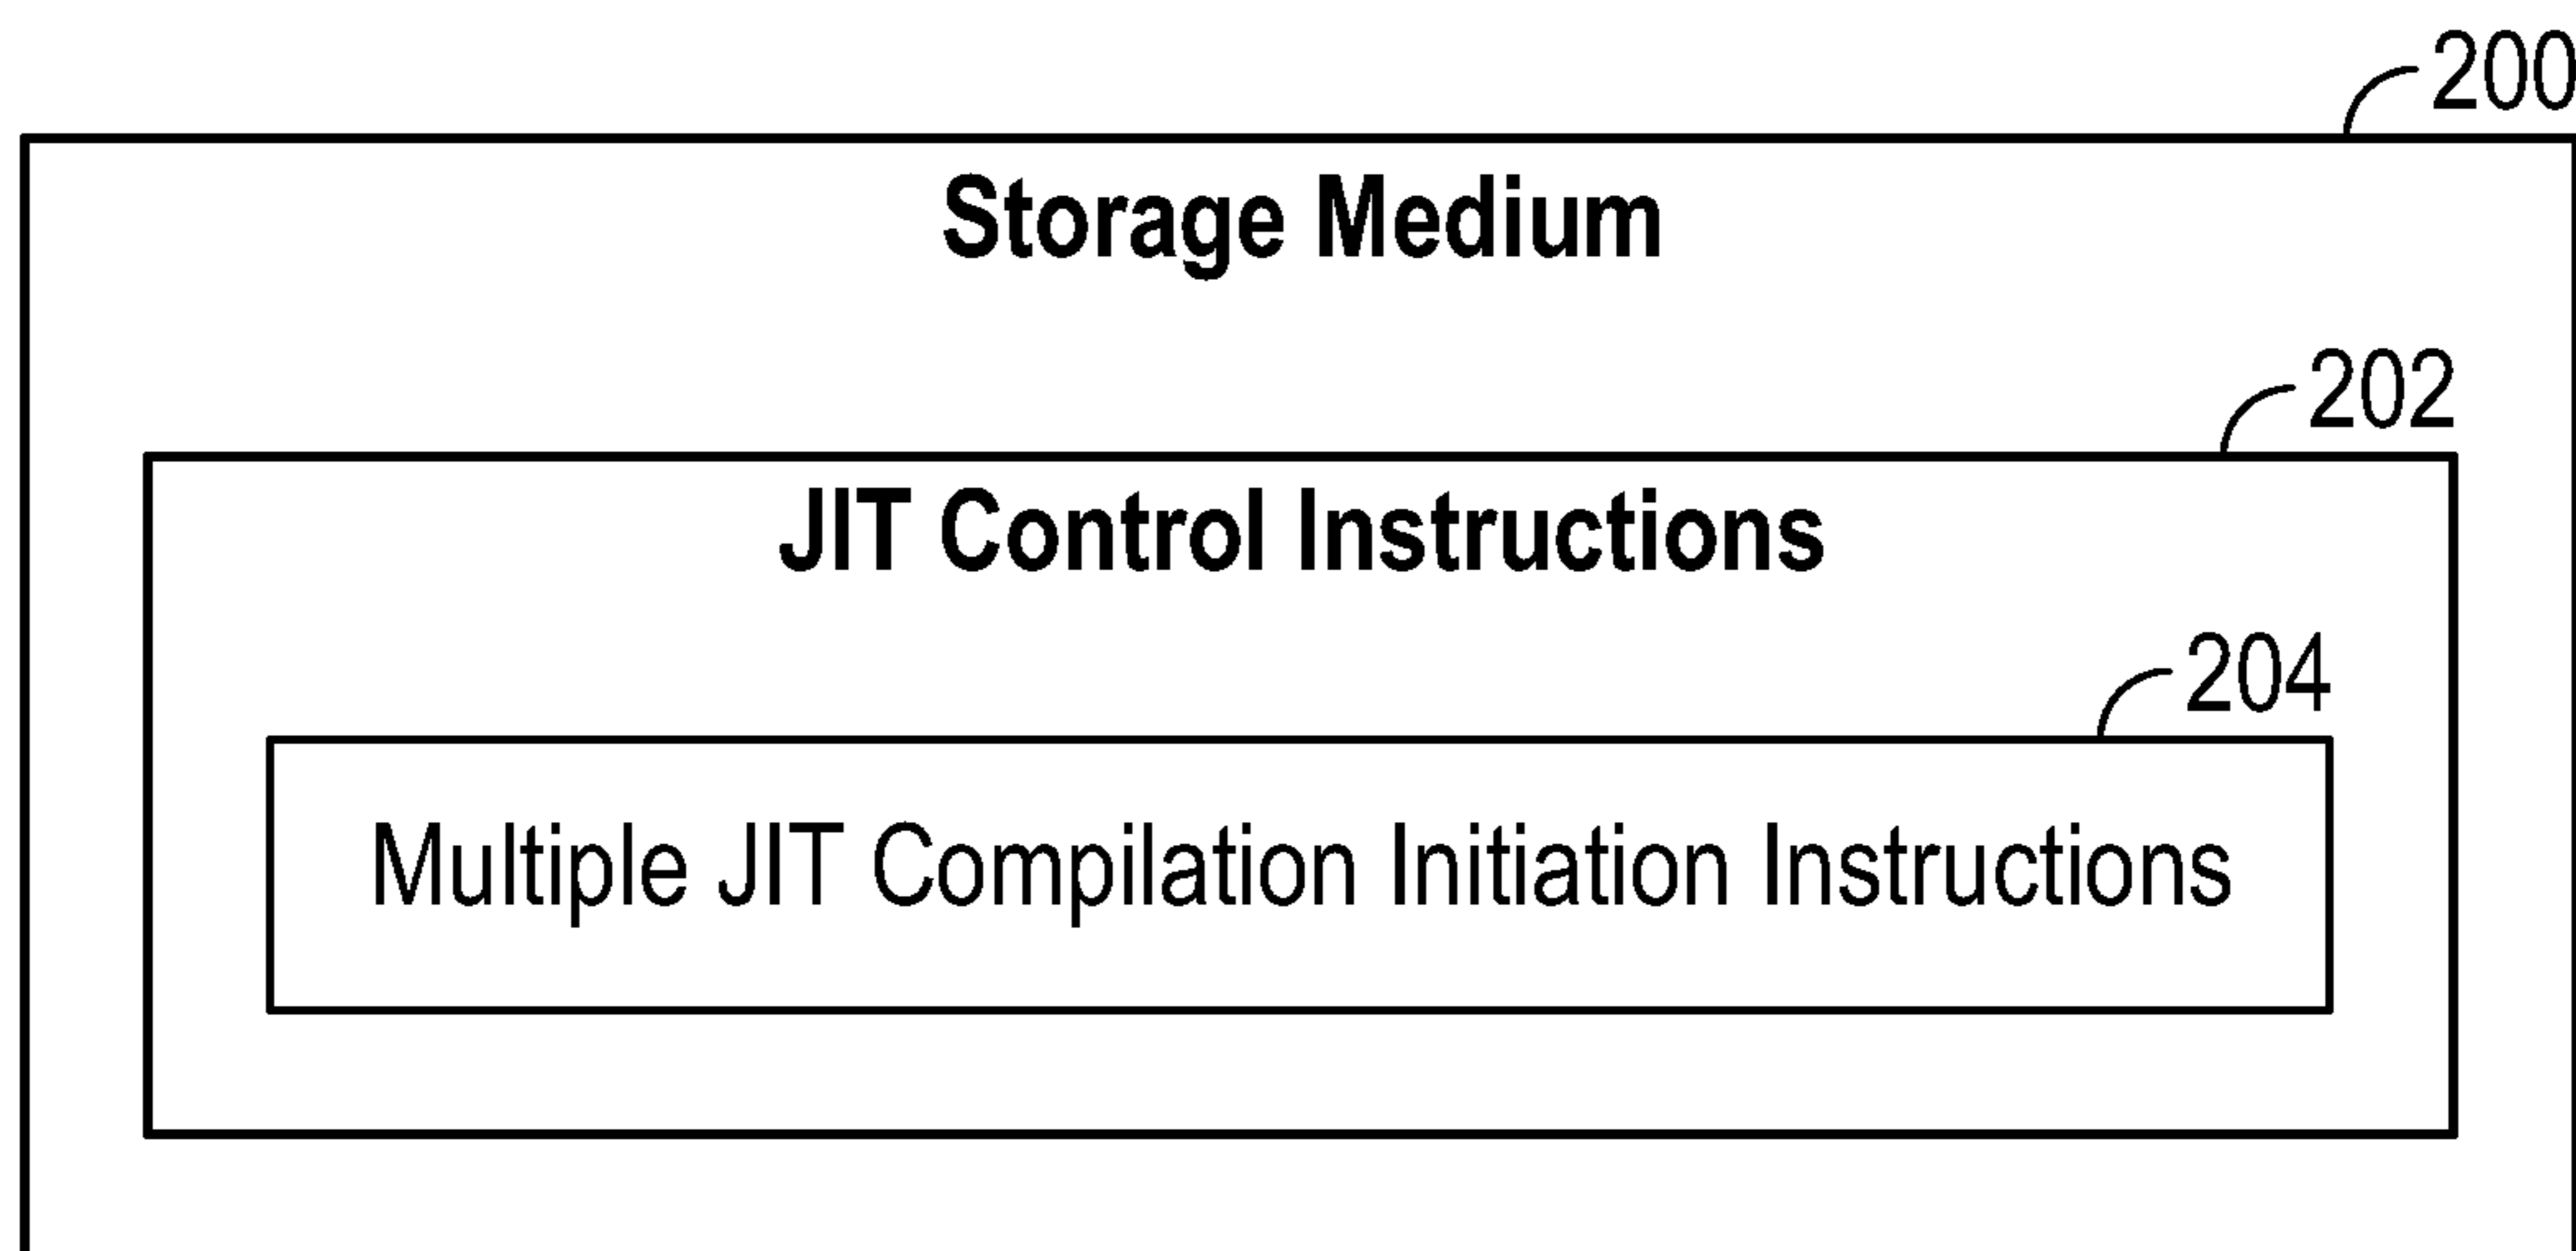 200
Storage Medium
202
JIT Control Instructions
204
Multiple JIT Compilation Initiation Instructions